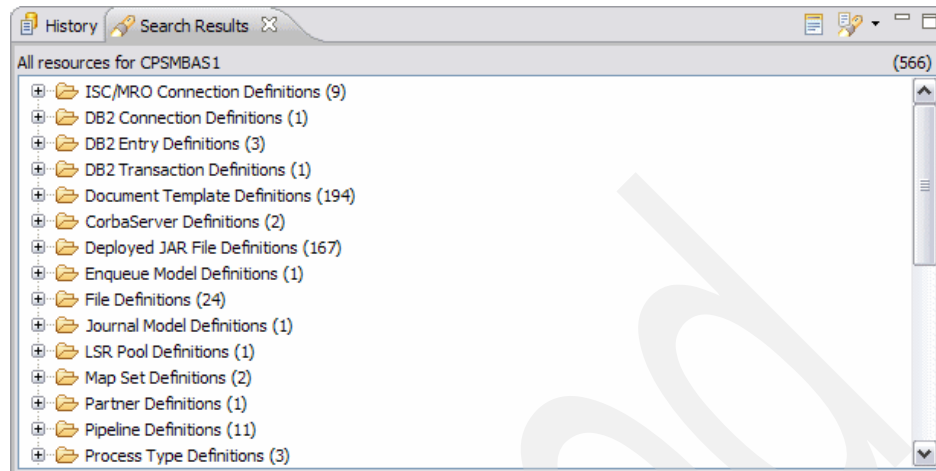 History Search Results
All resources for CPSMBAS1 (566)
ISC/MRO Connection Definitions (9)
DB2 Connection Definitions (1)
DB2 Entry Definitions (3)
DB2 Transaction Definitions (1)
Document Template Definitions (194)
CorbaServer Definitions (2)
Deployed JAR File Definitions (167)
Enqueue Model Definitions (1)
File Definitions (24)
Journal Model Definitions (1)
LSR Pool Definitions (1)
Map Set Definitions (2)
Partner Definitions (1)
Pipeline Definitions (11)
Process Type Definitions (3)